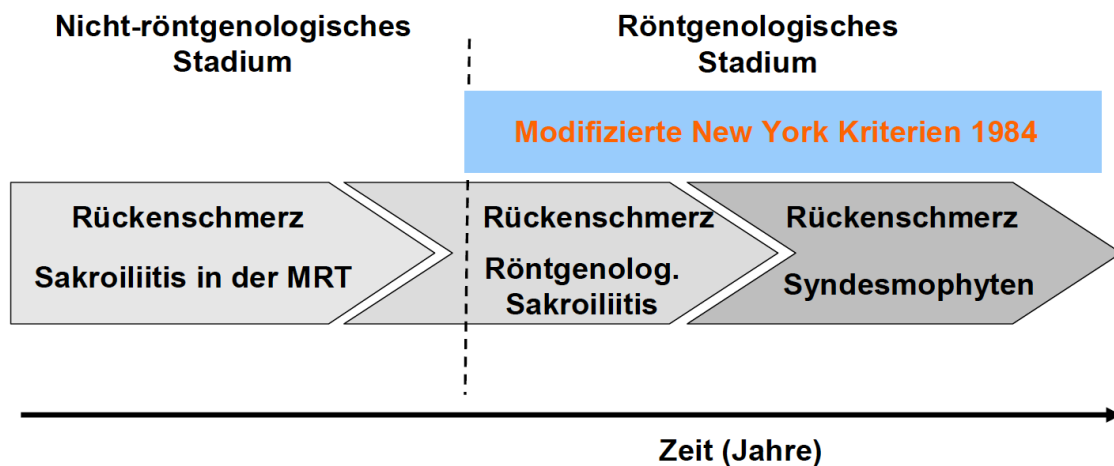 Nicht-röntgenologisches
Stadium
Röntgenologisches
Stadium
Modifizierte New York Kriterien 1984
Rückenschmerz
Sakroiliitis in der MRT
Rückenschmerz
Röntgenolog.
Sakroiliitis
Rückenschmerz
Syndesmophyten
Zeit (Jahre)